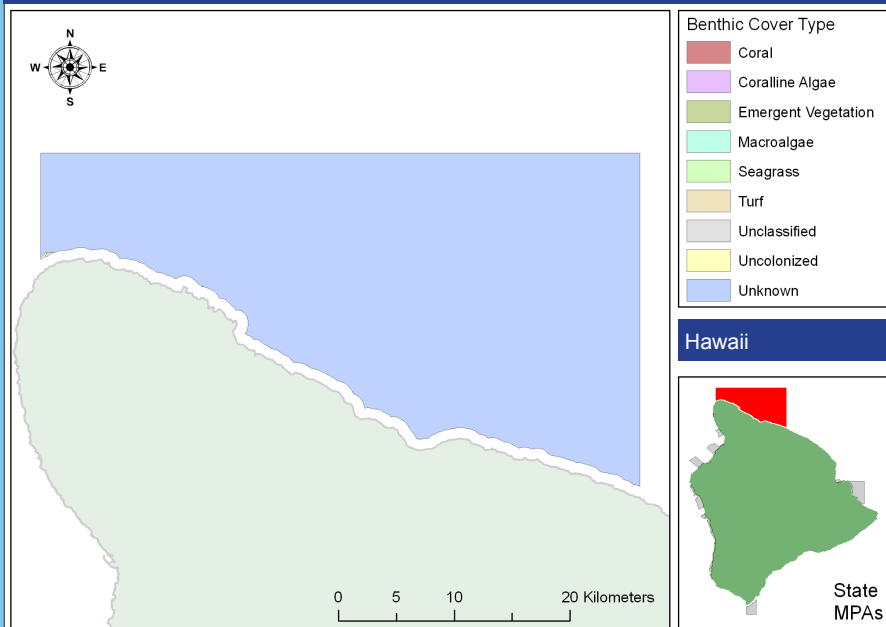 N
W E
S
0 5 10 20 Kilometers
Benthic Cover Type
Coral
Coralline Algae
Emergent Vegetation
Macroalgae
Seagrass
Turf
Unclassified
Uncolonized
Unknown
Hawaii
State
MPAs